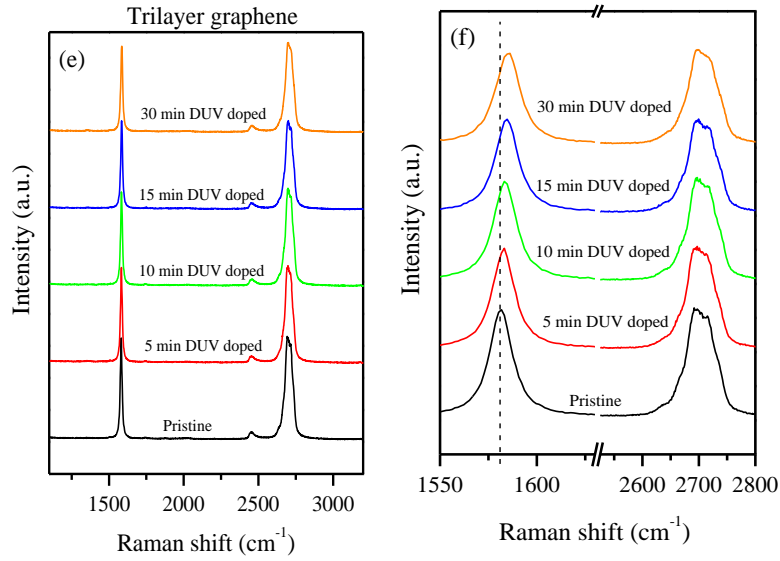 Trilayer graphene
(e)
30 min DUV doped
15 min DUV doped
10 min DUV doped
5 min DUV doped
Pristine
Intensity (a.u.)
1500 2000 2500 3000
Raman shift (cm-1)
(f)
30 min DUV doped
15 min DUV doped
10 min DUV doped
5 min DUV doped
Pristine
Intensity (a.u.)
1550 1600 2600 2700 2800
Raman shift (cm-1)